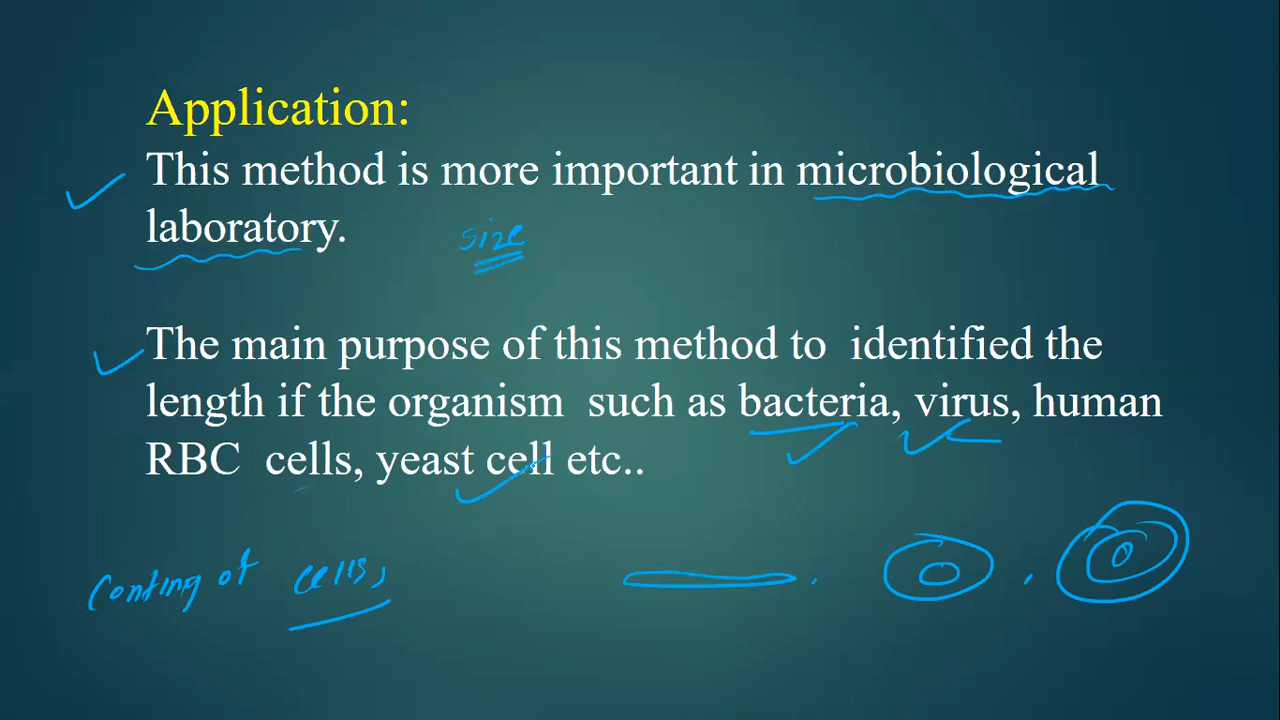 Application:
This method is more important in microbiological
laboratory.
size
The main purpose of this method to identified the
length if the organism such as bacteria, virus, human
RBC cells, yeast cell etc..
Conting of cells,